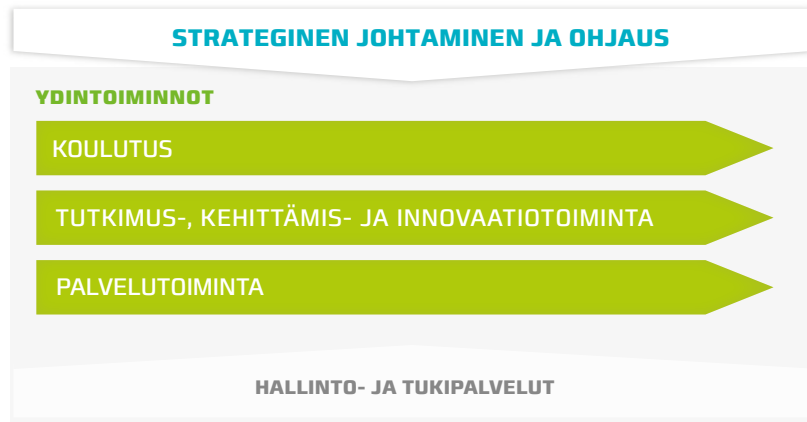 STRATEGINEN JOHTAMINEN JA OHJAUS
YDINTOIMINNOT
KOULUTUS
TUTKIMUS-, KEHITTÄMIS- JA INNOVAATIOTOIMINTA
PALVELUTOIMINTA
HALLINTO- JA TUKIPALVELUT